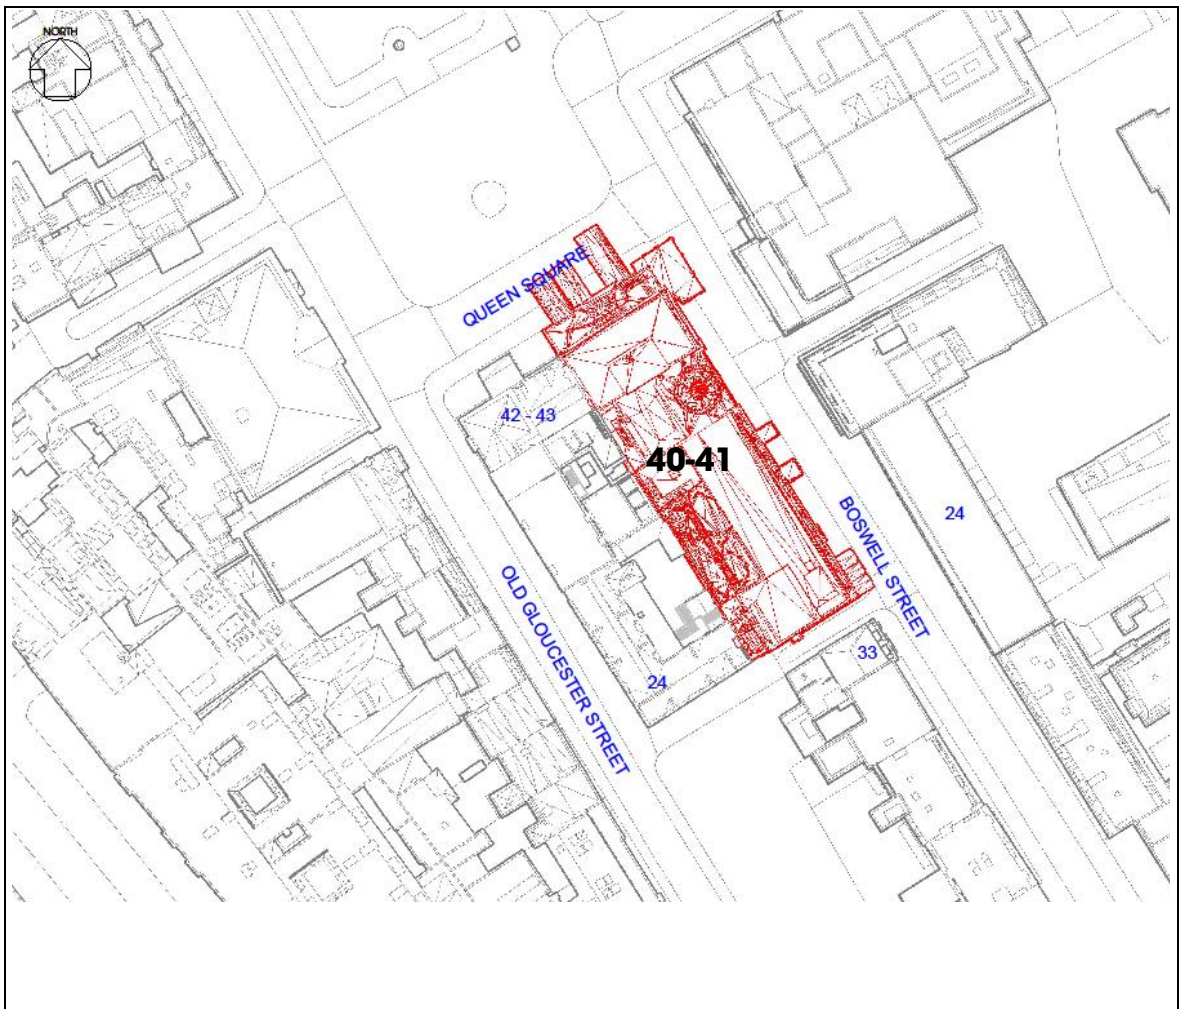 NORTH
QUEEN SQUARE
42 - 43
40-41
BOSWELL STREET
24
OLD GLOUCESTER STREET
33
24